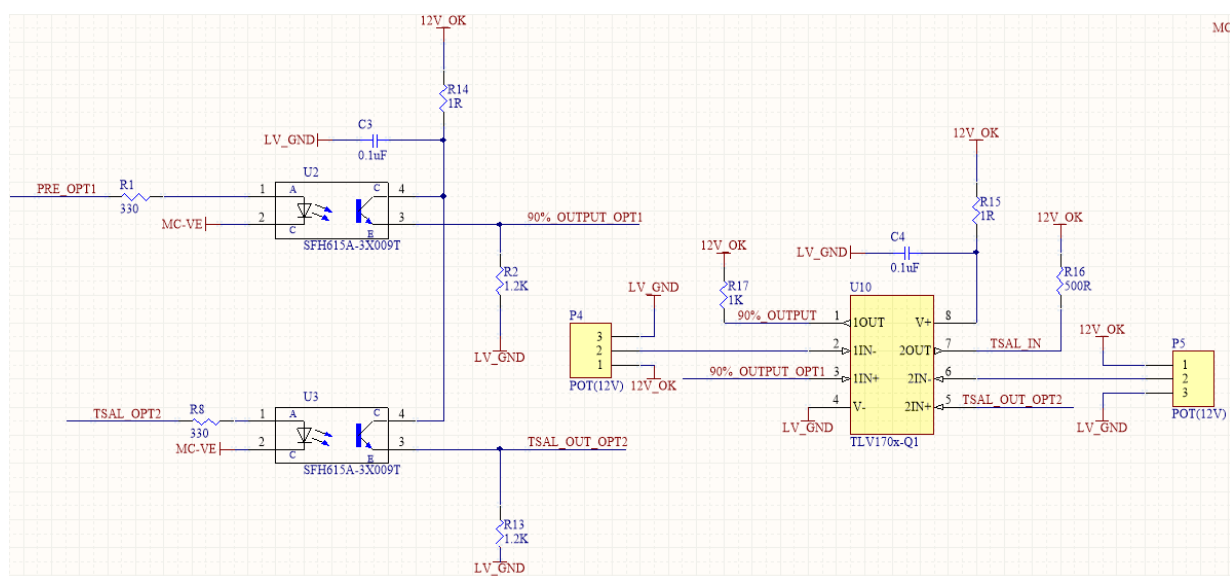 MC
12V_OK
R14
1R
C3
LV_GND
0.1uF
U2
PRE_OPT1
R1
330
1
A
C
4
MC-VE
2
C
E
3
90%_OUTPUT_OPT1
SFH615A-3X009T
R2
1.2K
LV_GND
U3
TSAL_OPT2
R8
330
1
A
C
4
MC-VE
2
C
E
3
TSAL_OUT_OPT2
SFH615A-3X009T
R13
1.2K
LV_GND
12V_OK
R15
1R
C4
LV_GND
0.1uF
12V_OK
R16
500R
12V_OK
R17
1K
U10
90%_OUTPUT
1
1OUT
V+
8
2
1IN-
2OUT
7
TSAL_IN
90%_OUTPUT_OPT1
3
1IN+
2IN-
6
4
V-
2IN+
5
TSAL_OUT_OPT2
LV_GND
TLV170x-Q1
LV_GND
P4
3
2
1
POT(12V)
12V_OK
12V_OK
P5
1
2
3
POT(12V)
LV_GND